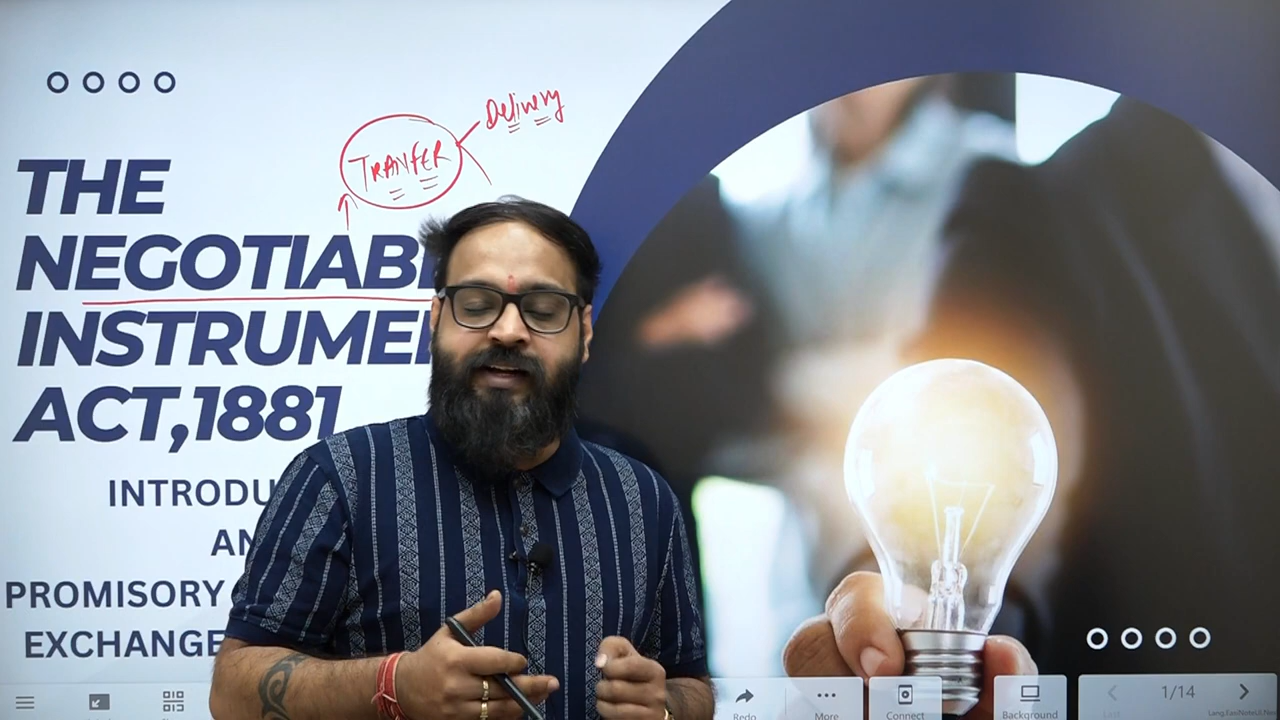 Delivery
TRANFER
THE
NEGOTIABL
INSTRUME
ACT,1881
INTRODU
AN
PROMISORY
EXCHANGE
Redo
More
Connect
Background
1/14